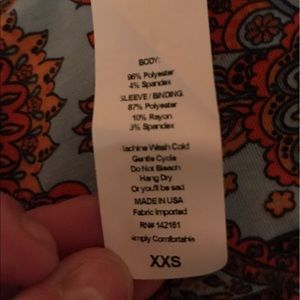 BODY:
96% Polyester
4% Spandex
SLEEVE / BINDING
87% Polyester
10% Rayon
3% Spandex
Machine Wash Cold
Gentle Cycle
Do Not Bleach
Hang Dry
Or you'll be sad
MADE IN USA
Fabric Imported
RN# 142161
Simply Comfortable
XXS